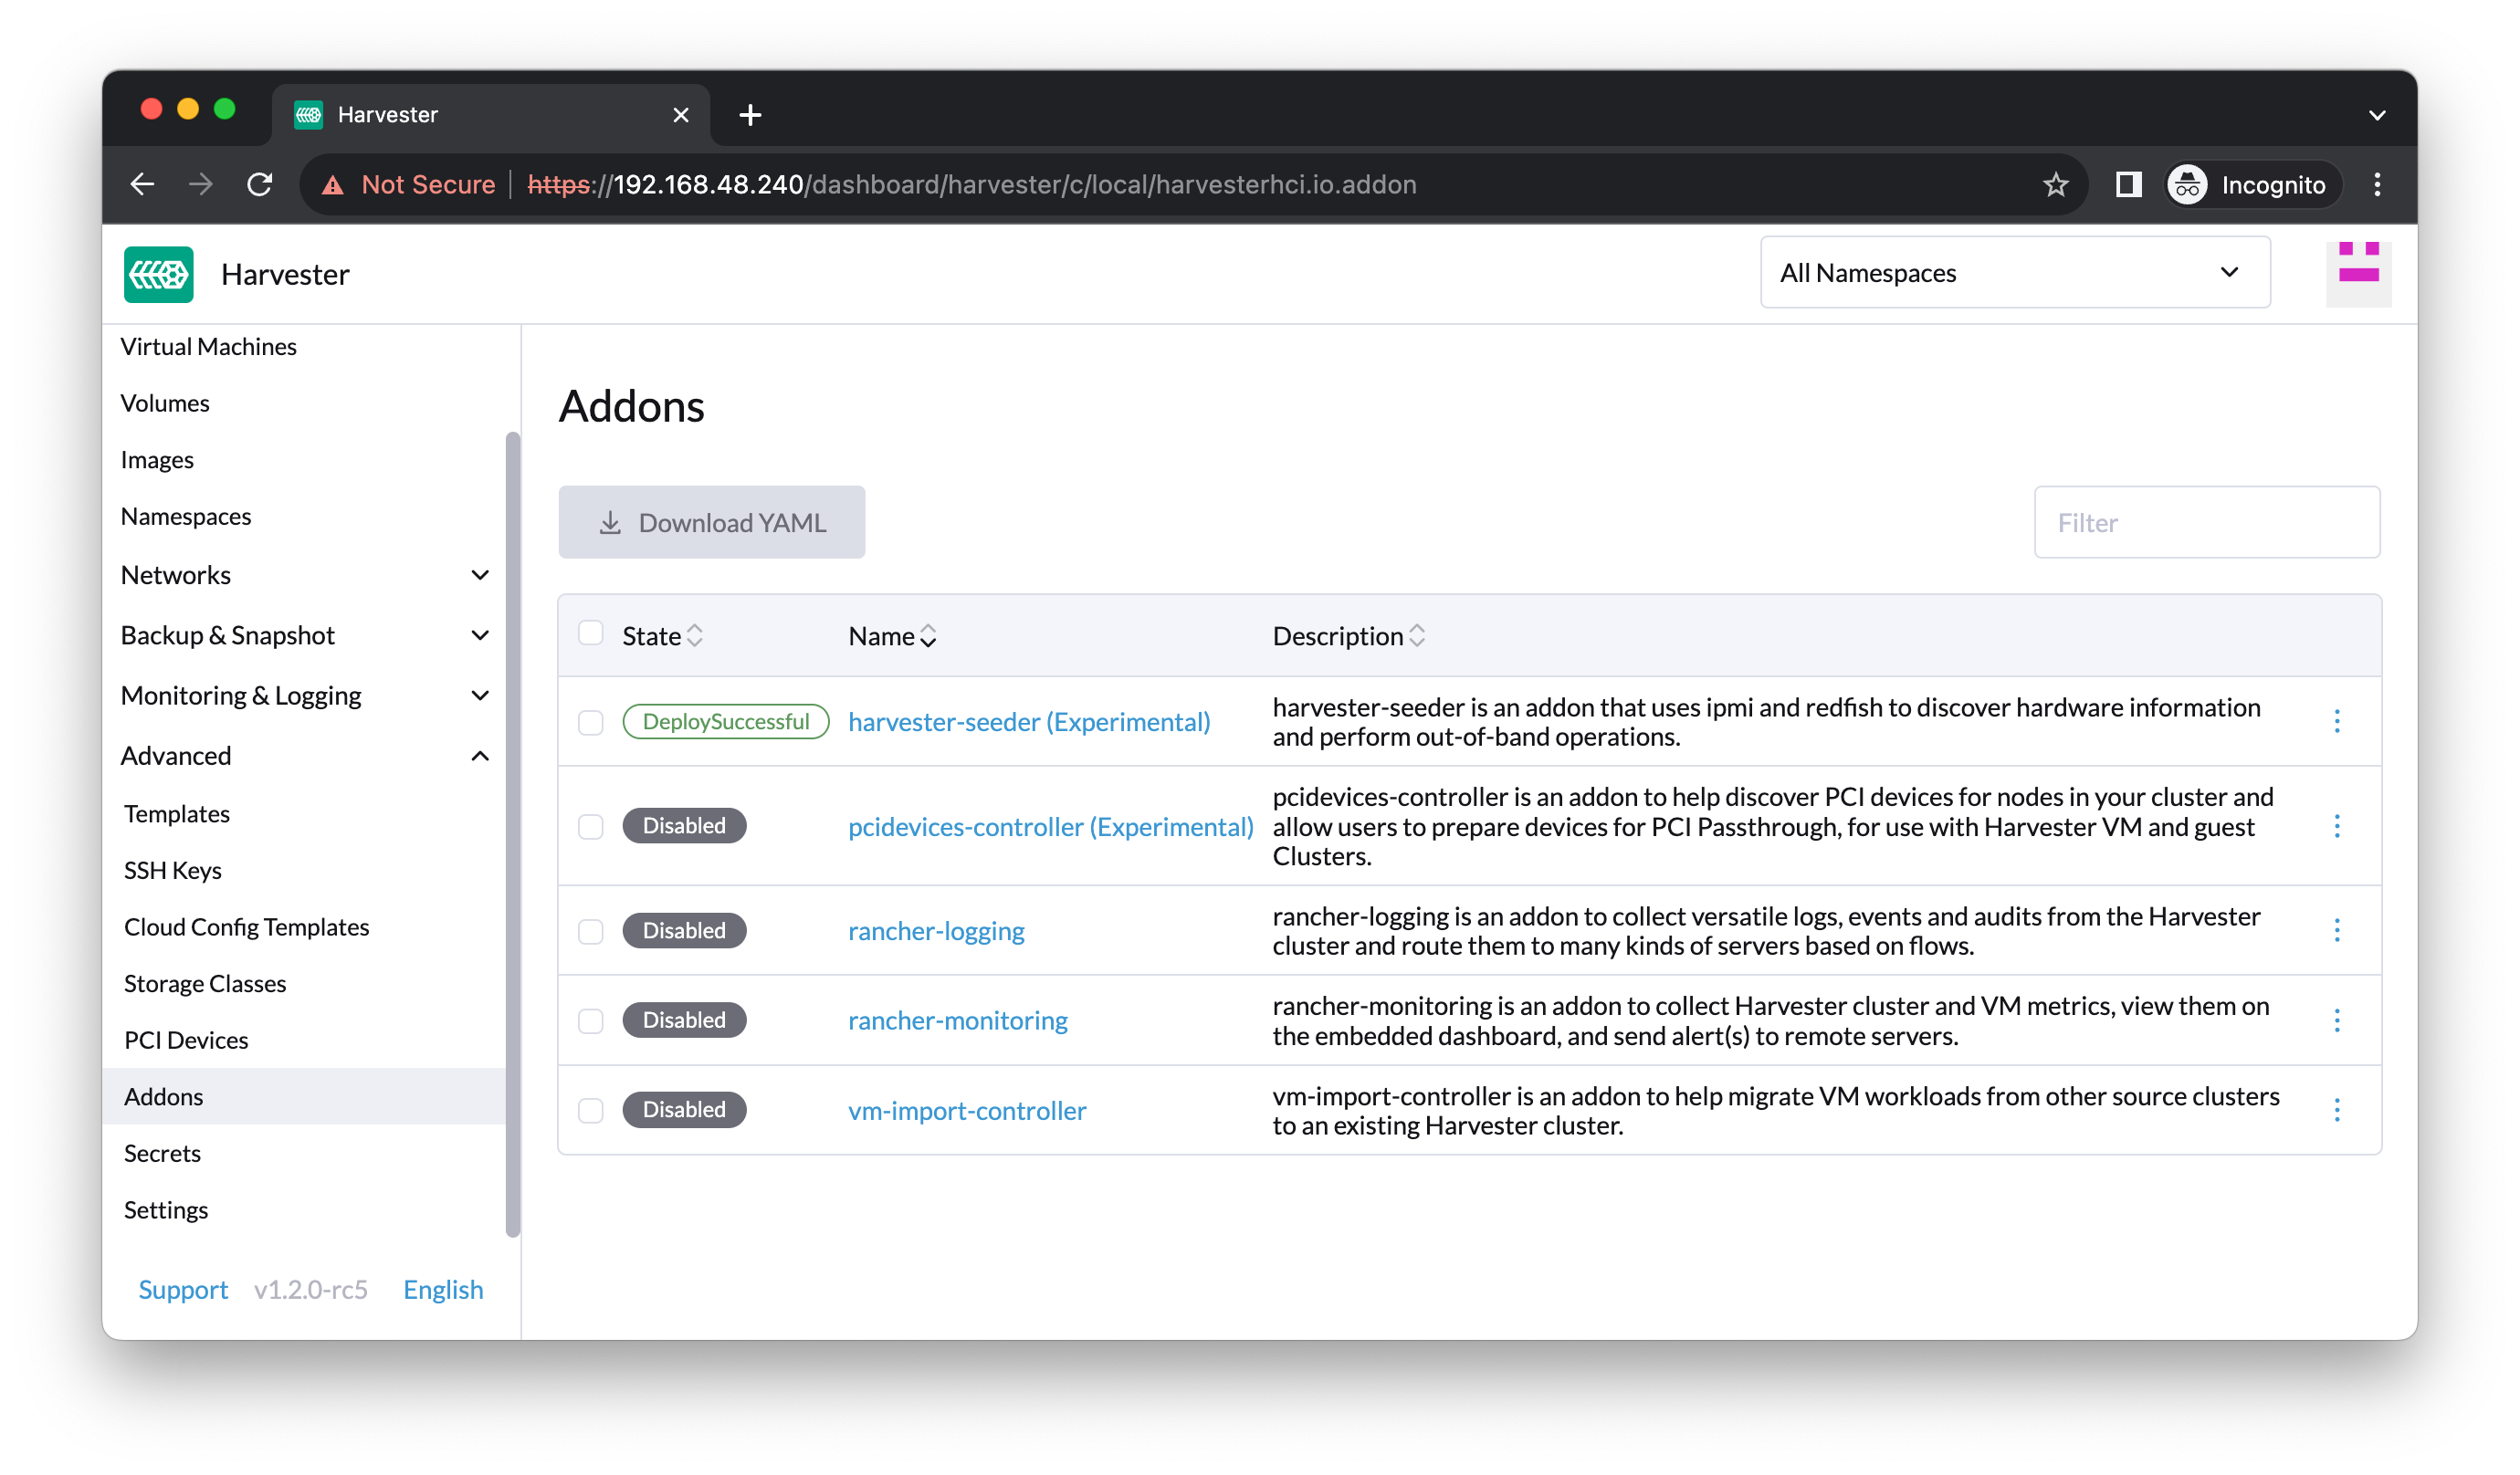 Harvester
Not Secure https://192.168.48.240/dashboard/harvester/c/local/harvesterhci.io.addon
Incognito
Harvester
All Namespaces
Virtual Machines
Volumes
Images
Namespaces
Networks
Backup & Snapshot
Monitoring & Logging
Advanced
Templates
SSH Keys
Cloud Config Templates
Storage Classes
PCI Devices
Addons
Secrets
Settings
Support v1.2.0-rc5 English
Addons
Download YAML
Filter
State Name Description
DeploySuccessful harvester-seeder (Experimental)
harvester-seeder is an addon that uses ipmi and redfish to discover hardware information
and perform out-of-band operations.
Disabled pcidevices-controller (Experimental)
pcidevices-controller is an addon to help discover PCI devices for nodes in your cluster and
allow users to prepare devices for PCI Passthrough, for use with Harvester VM and guest
Clusters.
Disabled rancher-logging
rancher-logging is an addon to collect versatile logs, events and audits from the Harvester
cluster and route them to many kinds of servers based on flows.
Disabled rancher-monitoring
rancher-monitoring is an addon to collect Harvester cluster and VM metrics, view them on
the embedded dashboard, and send alert(s) to remote servers.
Disabled vm-import-controller
vm-import-controller is an addon to help migrate VM workloads from other source clusters
to an existing Harvester cluster.